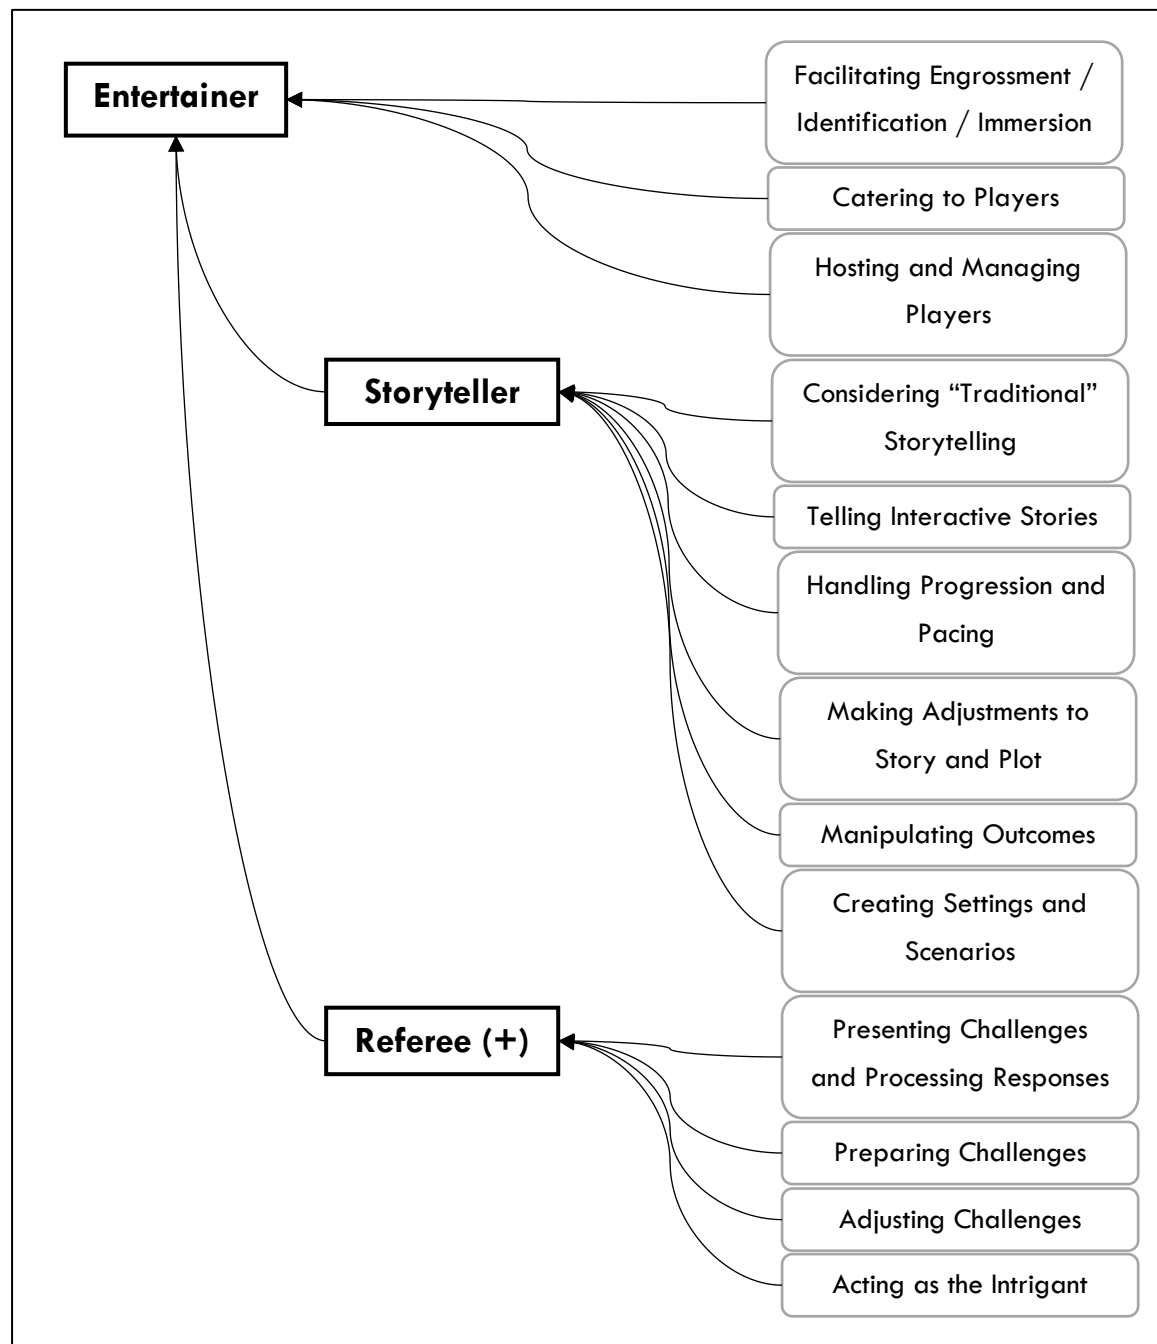 Entertainer
Facilitating Engrossment /
Identification / Immersion
Catering to Players
Hosting and Managing
Players
Storyteller
Considering “Traditional”
Storytelling
Telling Interactive Stories
Handling Progression and
Pacing
Making Adjustments to
Story and Plot
Manipulating Outcomes
Creating Settings and
Scenarios
Referee (+)
Presenting Challenges
and Processing Responses
Preparing Challenges
Adjusting Challenges
Acting as the Intrigant